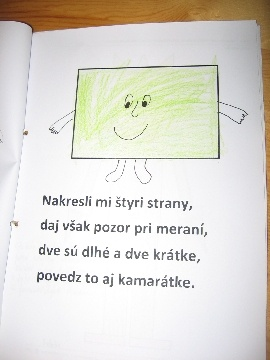 Nakresli mi štyri strany,
daj však pozor pri meraní,
dve sú dlhé a dve krátke,
povedz to aj kamarátke.